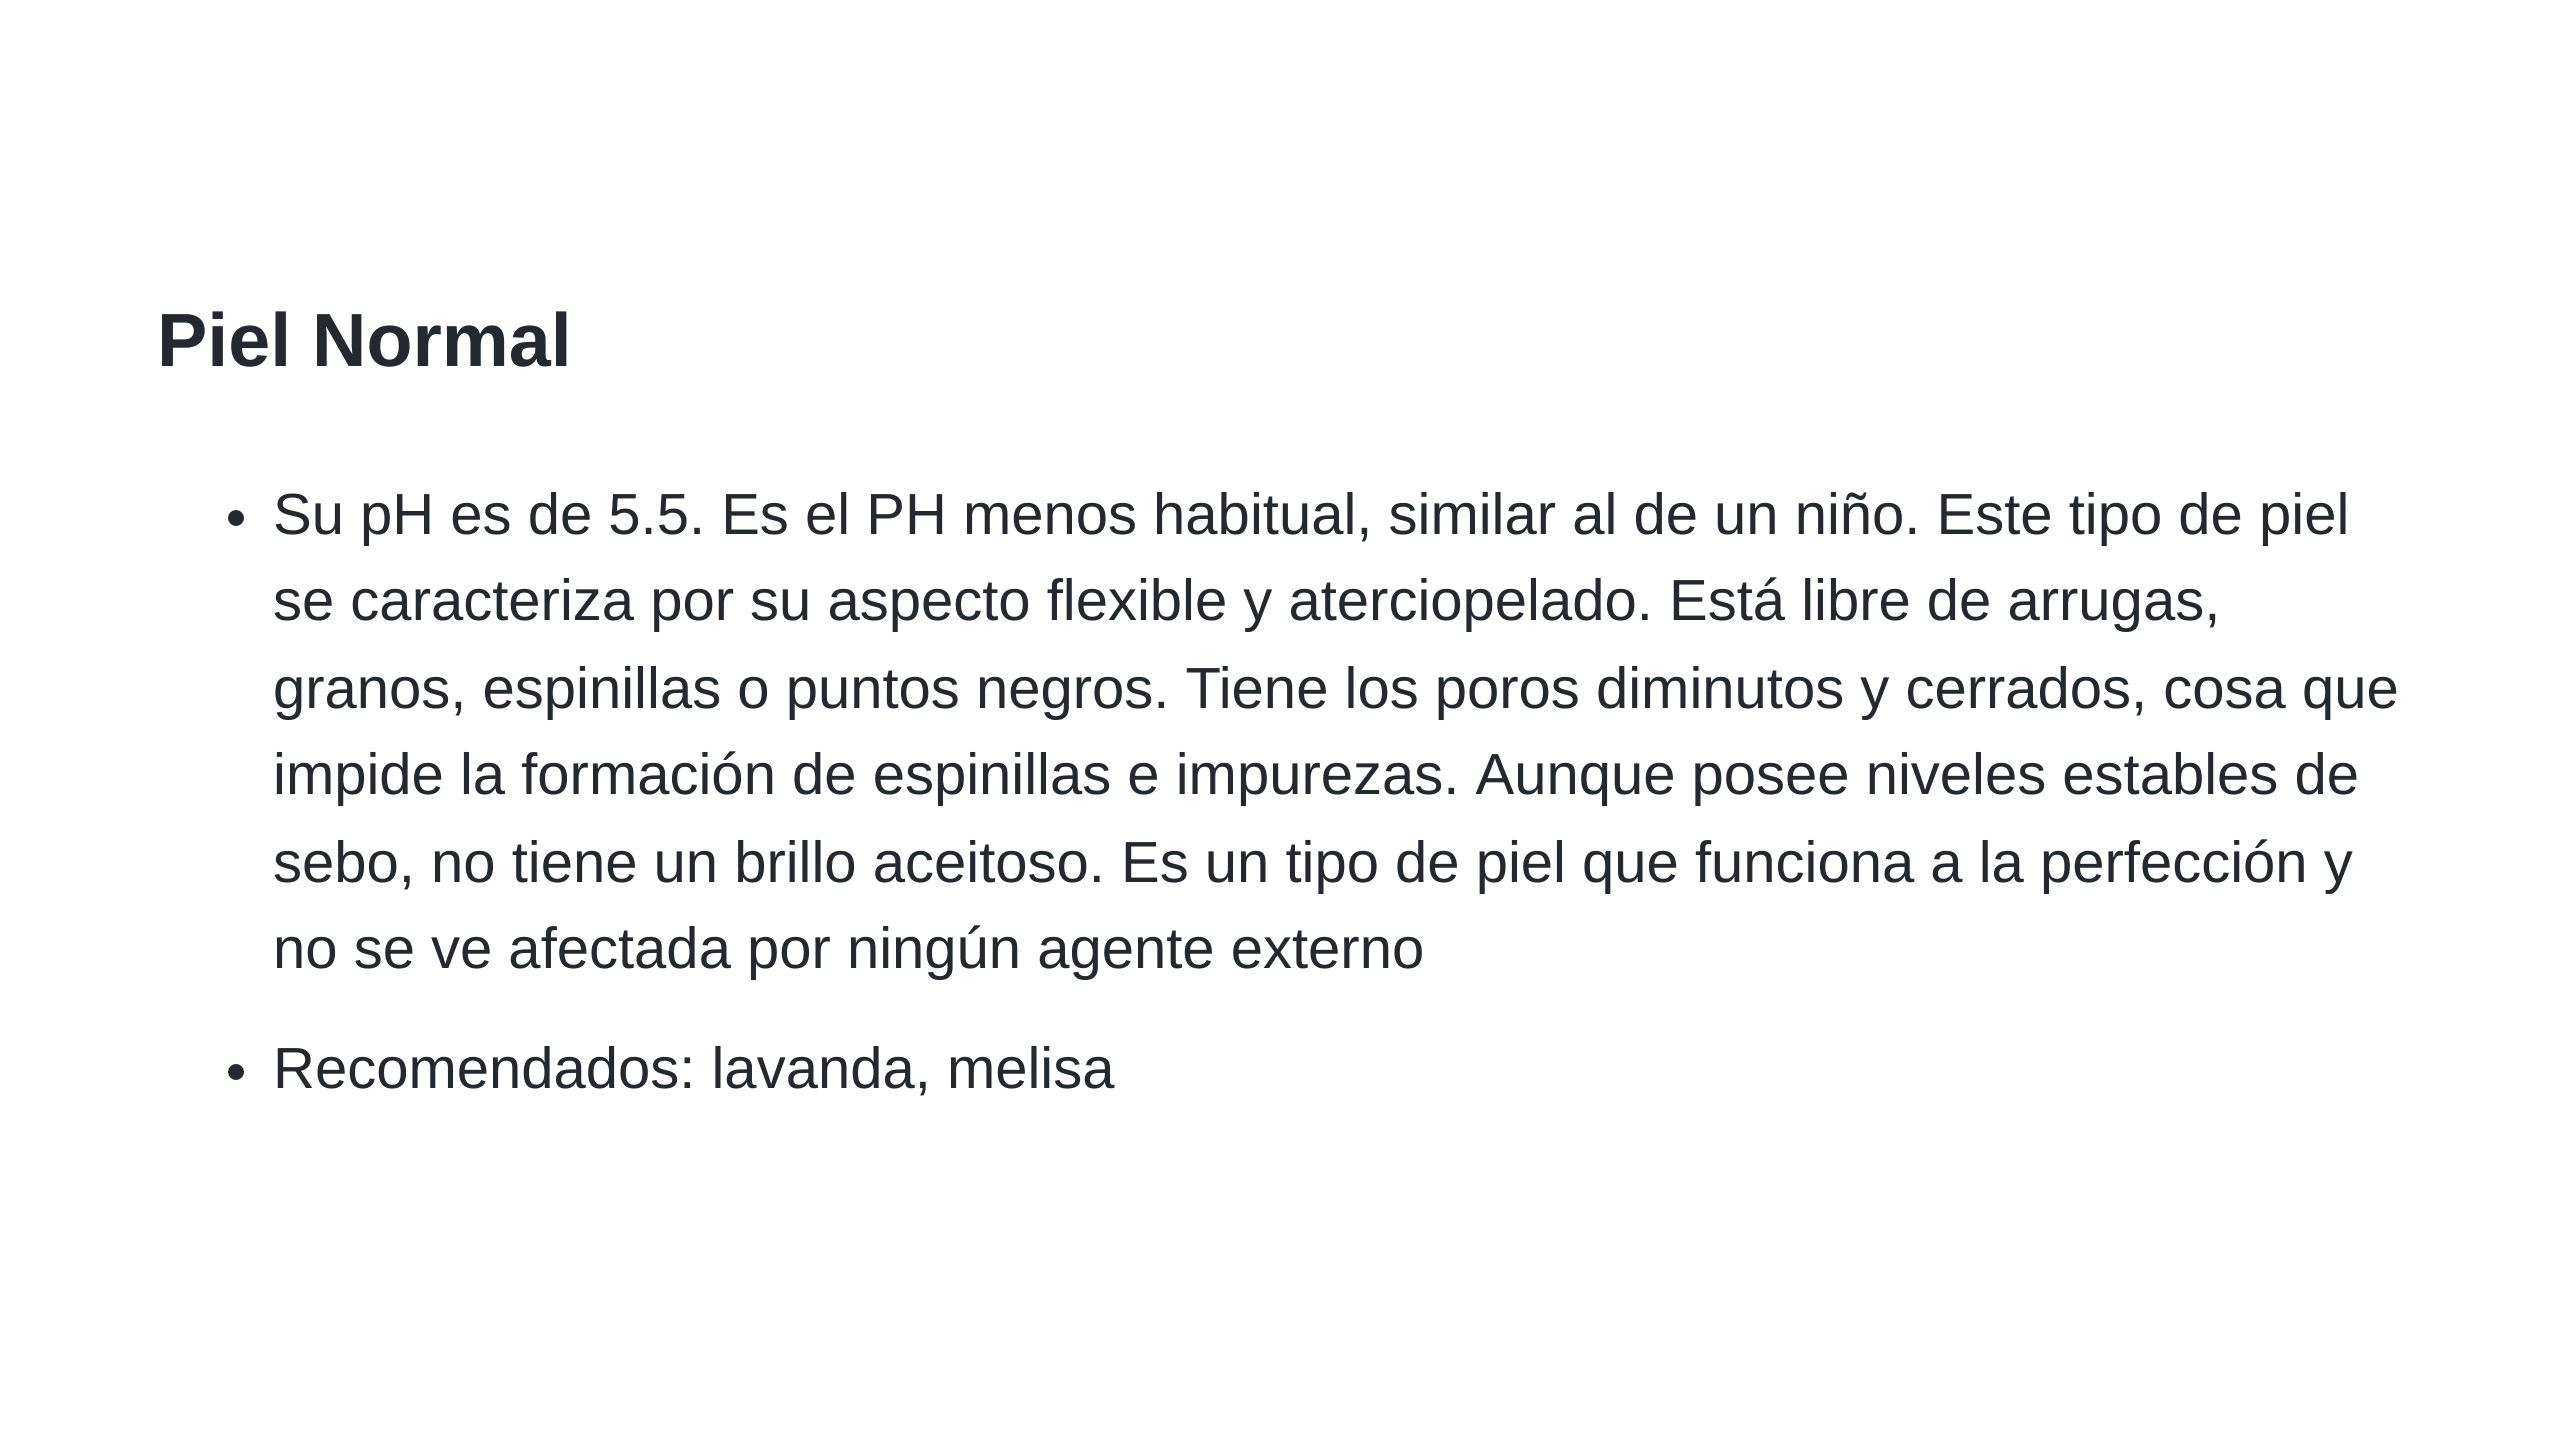 Piel Normal
• Su pH es de 5.5. Es el PH menos habitual, similar al de un niño. Este tipo de piel
se caracteriza por su aspecto flexible y aterciopelado. Está libre de arrugas,
granos, espinillas o puntos negros. Tiene los poros diminutos y cerrados, cosa que
impide la formación de espinillas e impurezas. Aunque posee niveles estables de
sebo, no tiene un brillo aceitoso. Es un tipo de piel que funciona a la perfección y
no se ve afectada por ningún agente externo
• Recomendados: lavanda, melisa